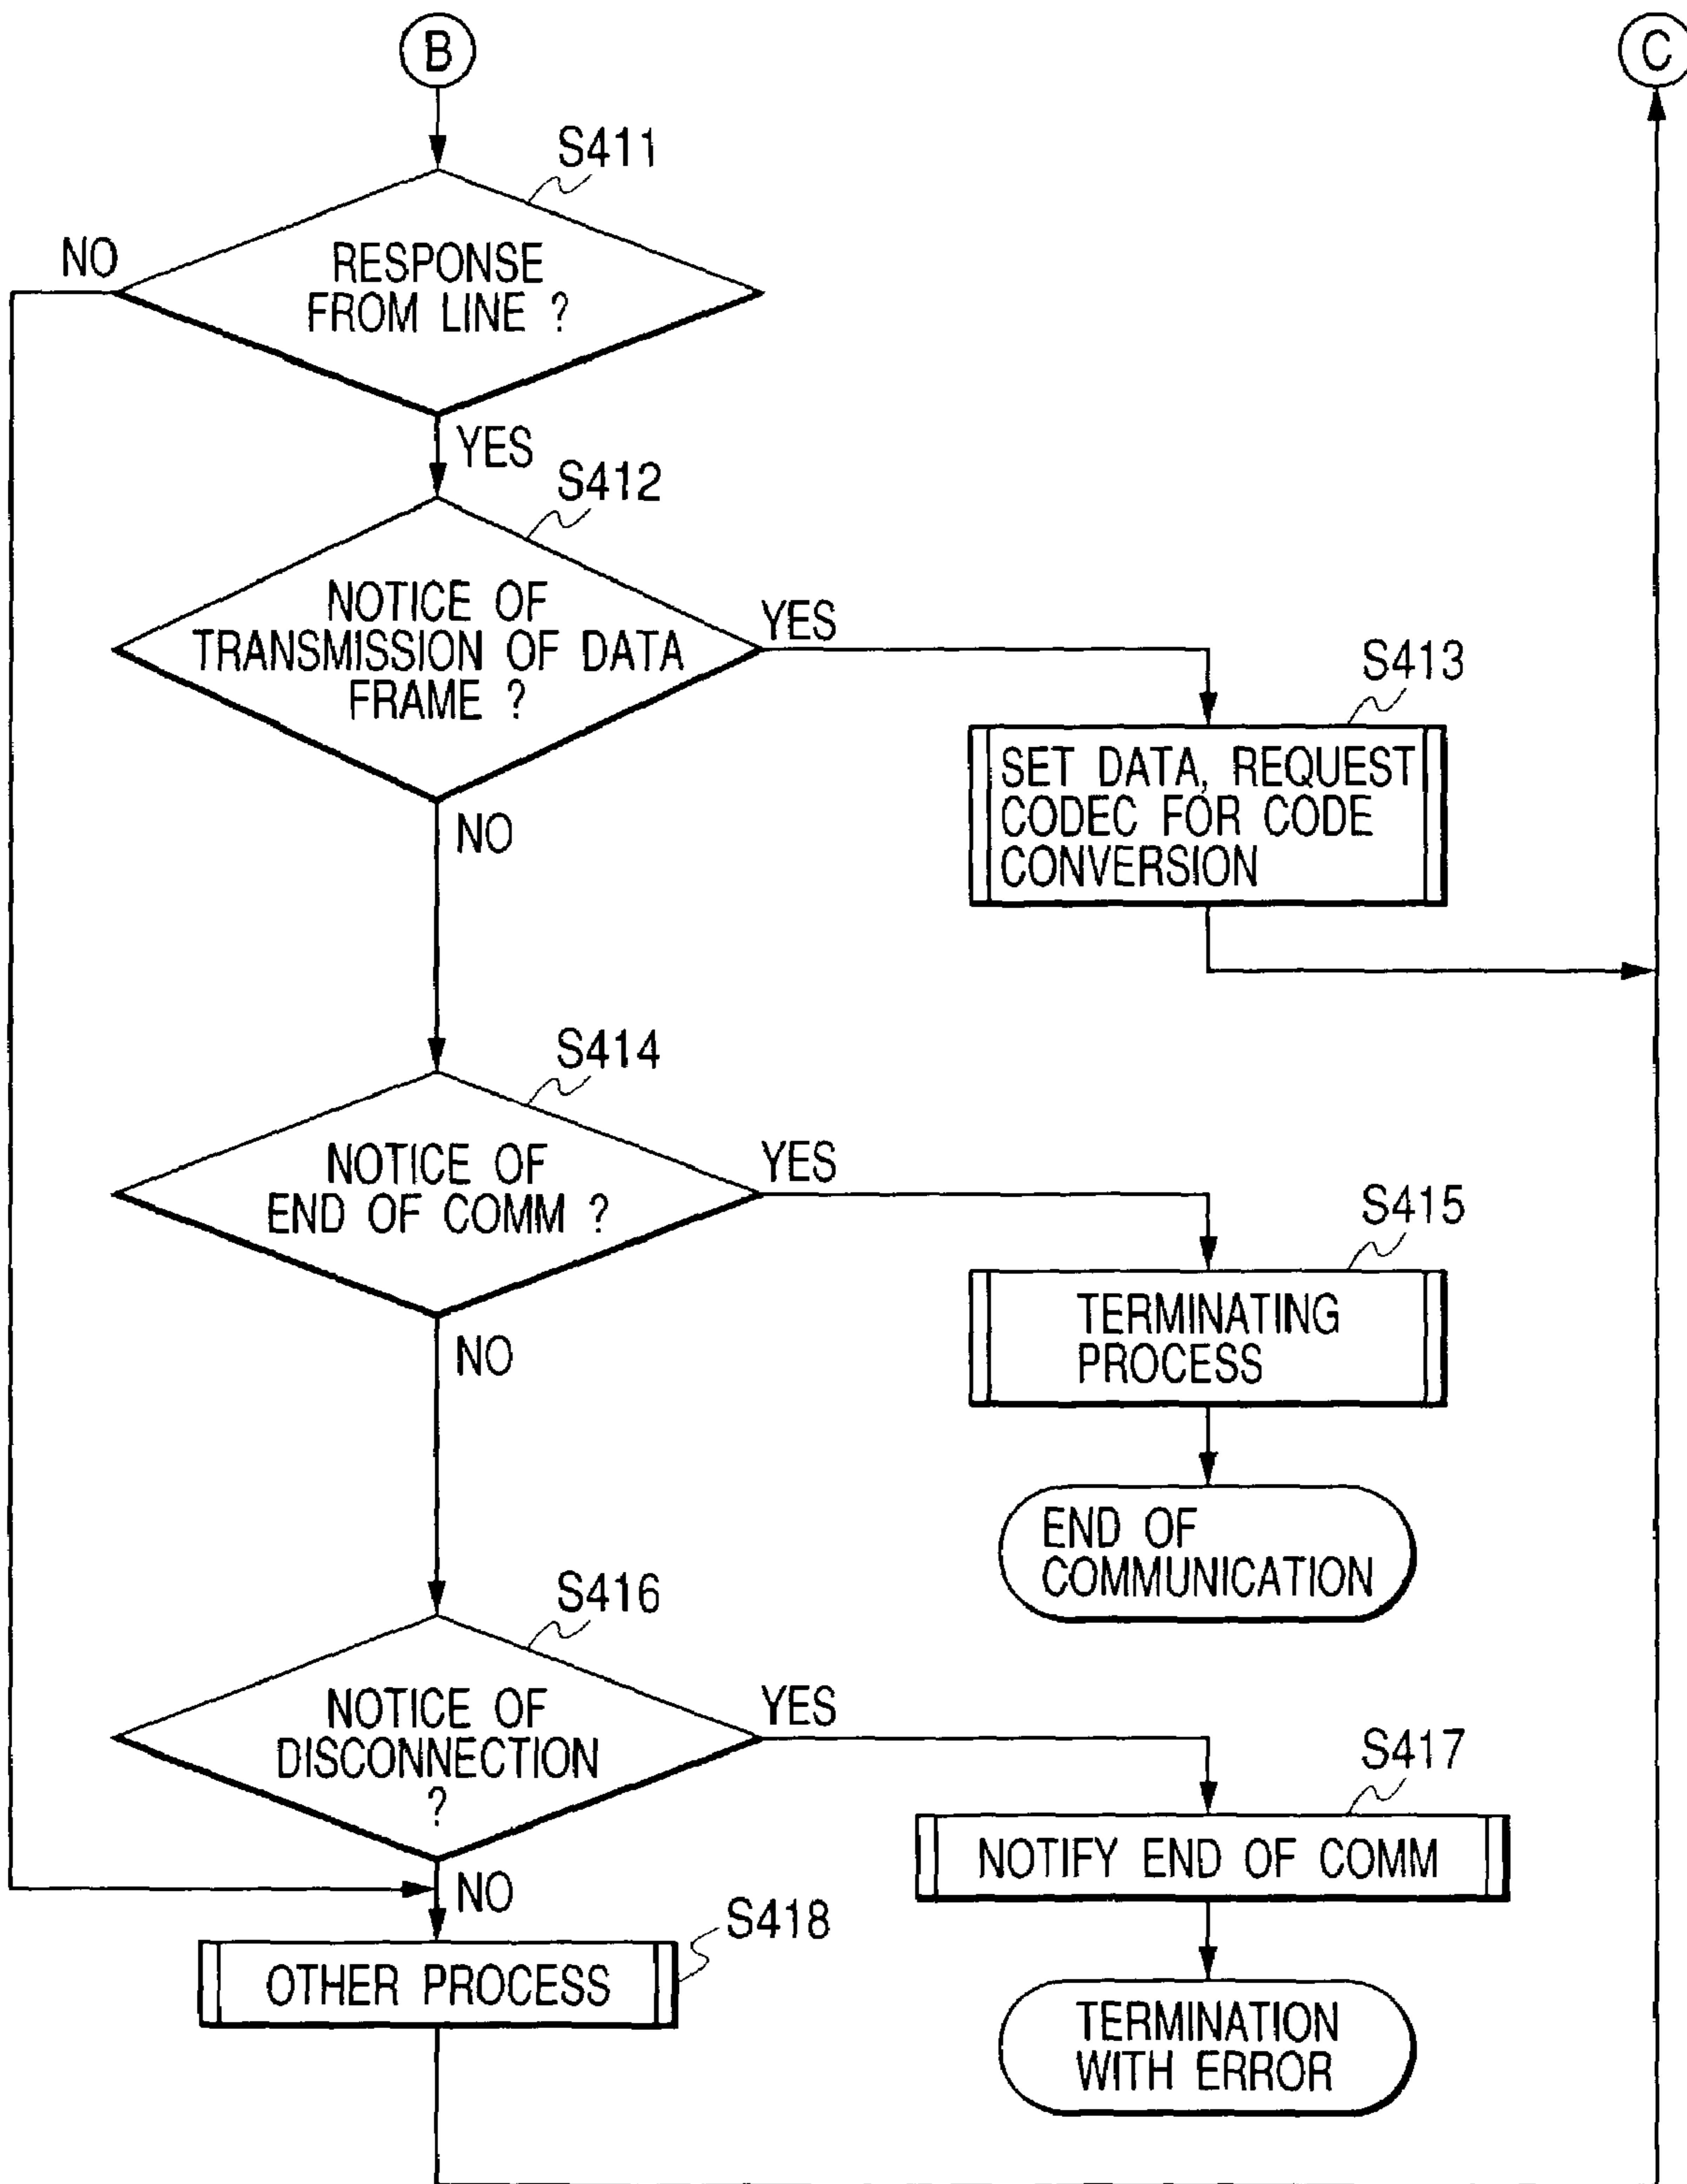 B
C
S411
NO
RESPONSE
FROM LINE ?
YES
S412
NOTICE OF
TRANSMISSION OF DATA
FRAME ?
YES
S413
SET DATA, REQUEST
CODEC FOR CODE
CONVERSION
NO
S414
NOTICE OF
END OF COMM ?
YES
S415
TERMINATING
PROCESS
NO
END OF
COMMUNICATION
S416
NOTICE OF
DISCONNECTION
?
YES
S417
NOTIFY END OF COMM
NO
S418
OTHER PROCESS
TERMINATION
WITH ERROR